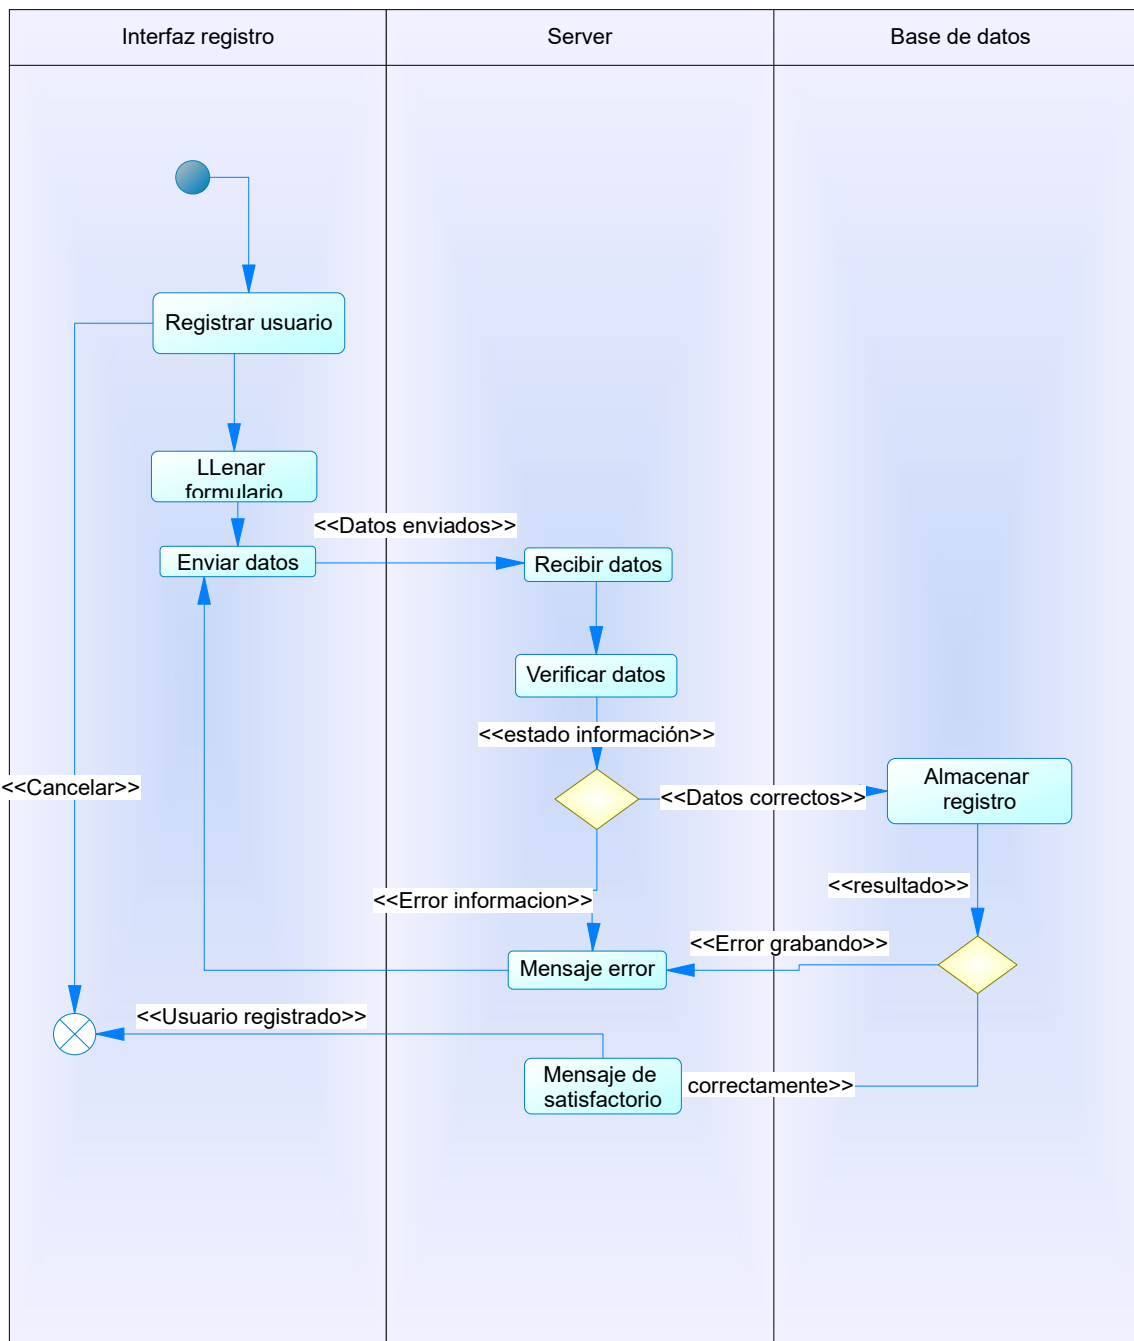 Interfaz registro
Server
Base de datos
Registrar usuario
LLenar
formulario
<<Datos enviados>>
Enviar datos
Recibir datos
Verificar datos
<<estado información>>
<<Cancelar>>
<<Datos correctos>>
Almacenar
registro
<<resultado>>
<<Error informacion>>
<<Error grabando>>
Mensaje error
<<Usuario registrado>>
Mensaje de
satisfactorio
correctamente>>